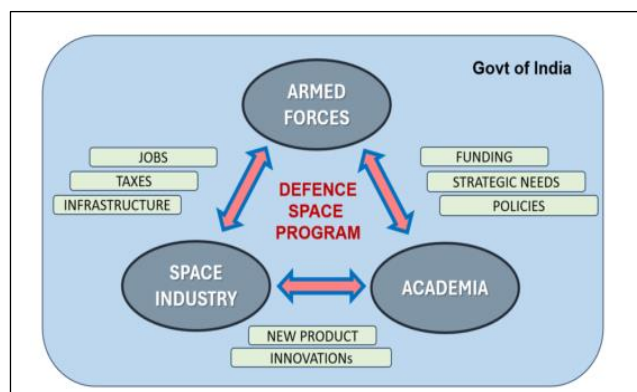 Govt of India
ARMED
FORCES
JOBS
TAXES
INFRASTRUCTURE
FUNDING
STRATEGIC NEEDS
POLICIES
DEFENCE
SPACE
PROGRAM
SPACE
INDUSTRY
ACADEMIA
NEW PRODUCT
INNOVATIONs